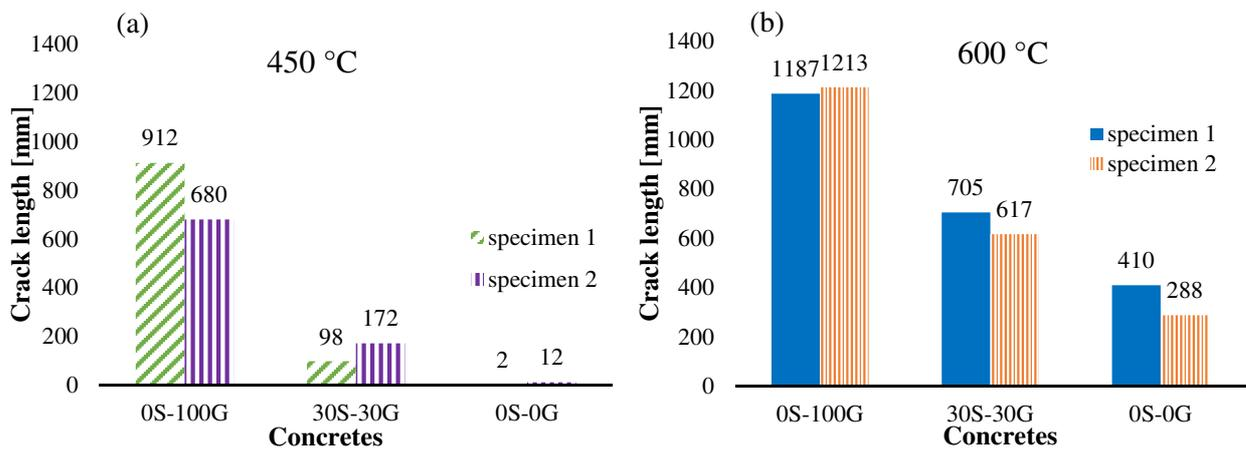 (a)
450 °C
Crack length [mm]
1400
1200
1000
800
600
400
200
0
912
680
98
172
2
12
specimen 1
specimen 2
0S-100G
30S-30G
0S-0G
Concretes
(b)
600 °C
Crack length [mm]
1400
1200
1000
800
600
400
200
0
1187
1213
705
617
410
288
specimen 1
specimen 2
0S-100G
30S-30G
0S-0G
Concretes